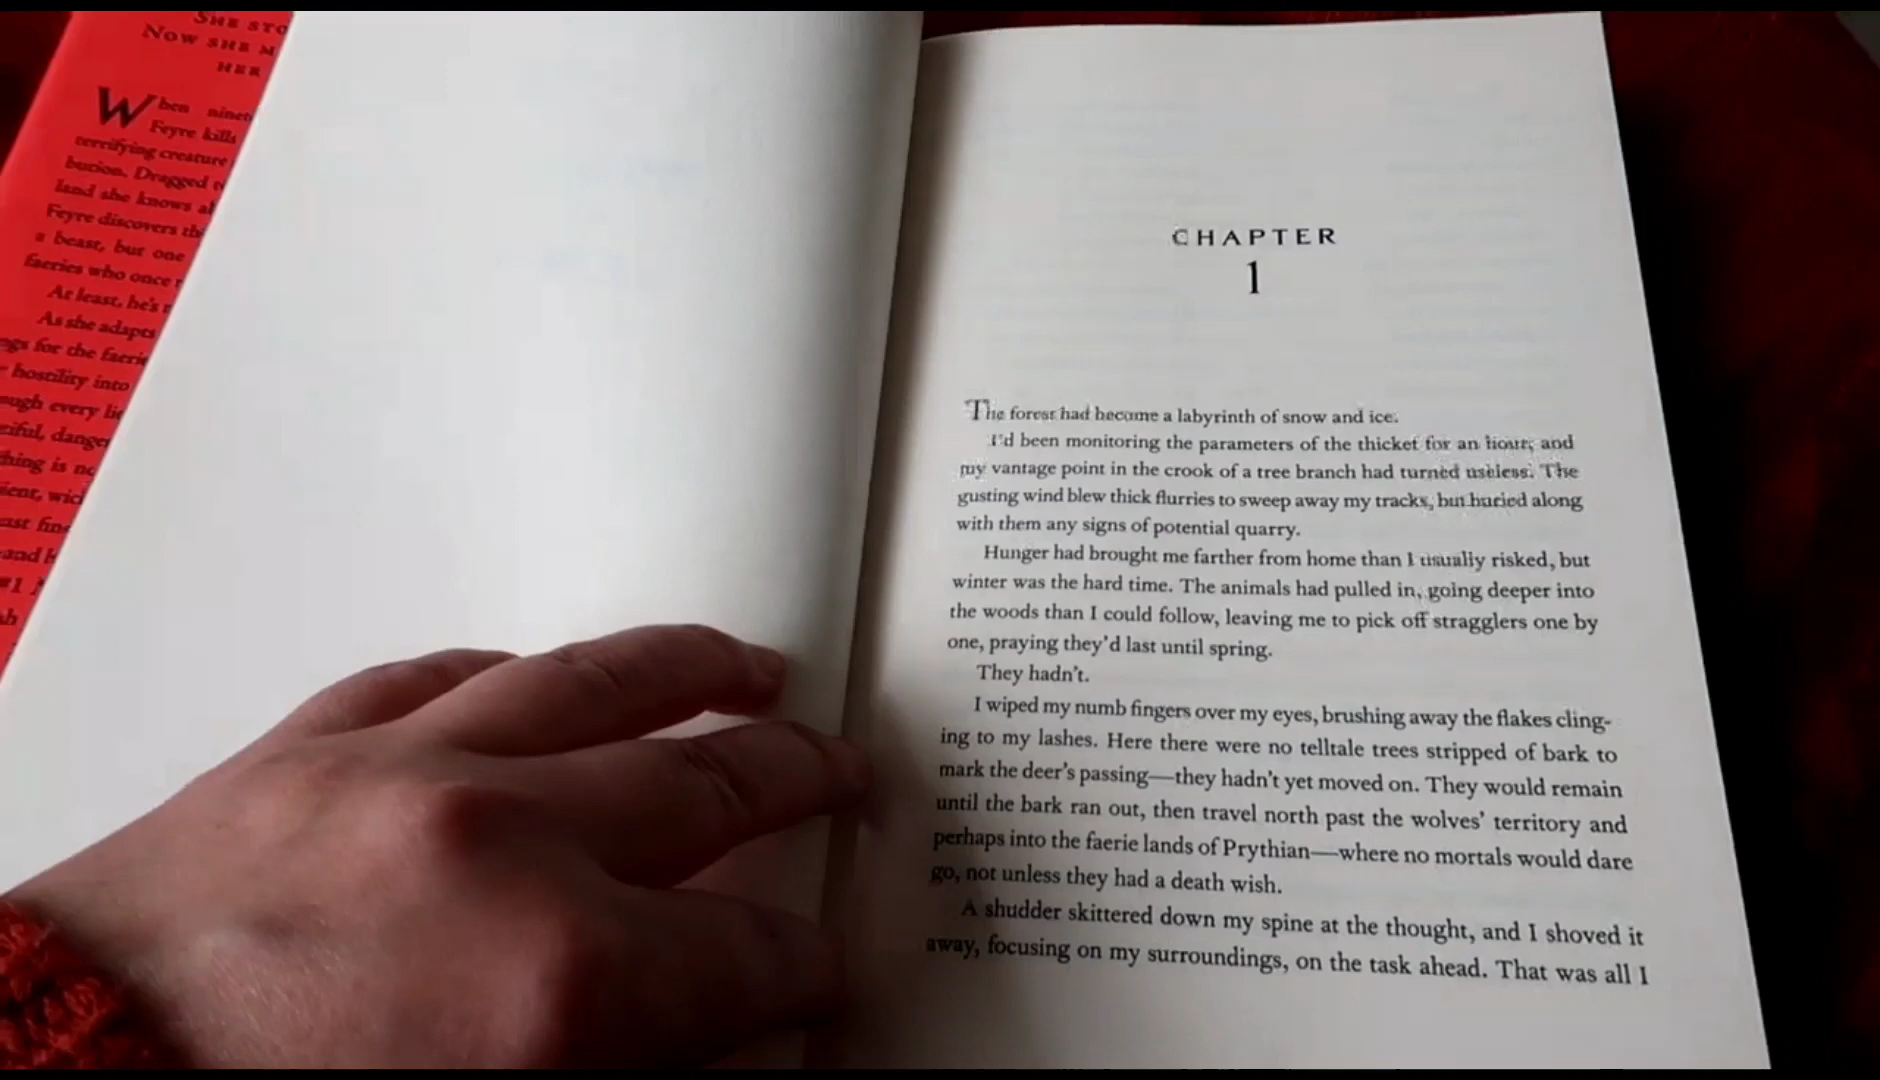 SHE STO
NOW SHE M
HER
When ninet
Feyre kills
terrifying creature
bution. Dragged
land she knows
Feyre discovers
a beast, but one
faeries who once
At least, he's
As she adapts
ngs for the faerie
hostility into
ough every
tiful, danger
hing is
ient,
ast
and
#1
CHAPTER
1
The forest had become a labyrinth of snow and ice.
I'd been monitoring the parameters of the thicket for an hour, and
my vantage point in the crook of a tree branch had turned useless. The
gusting wind blew thick flurries to sweep away my tracks, but buried along
with them any signs of potential quarry.
Hunger had brought me farther from home than I usually risked, but
winter was the hard time. The animals had pulled in, going deeper into
the woods than I could follow, leaving me to pick off stragglers one by
one, praying they'd last until spring.
They hadn't.
I wiped my numb fingers over my eyes, brushing away the flakes cling-
ing to my lashes. Here there were no telltale trees stripped of bark to
mark the deer's passing—they hadn't yet moved on. They would remain
until the bark ran out, then travel north past the wolves' territory and
perhaps into the faerie lands of Prythian—where no mortals would dare
go, not unless they had a death wish.
A shudder skittered down my spine at the thought, and I shoved it
away, focusing on my surroundings, on the task ahead. That was all I